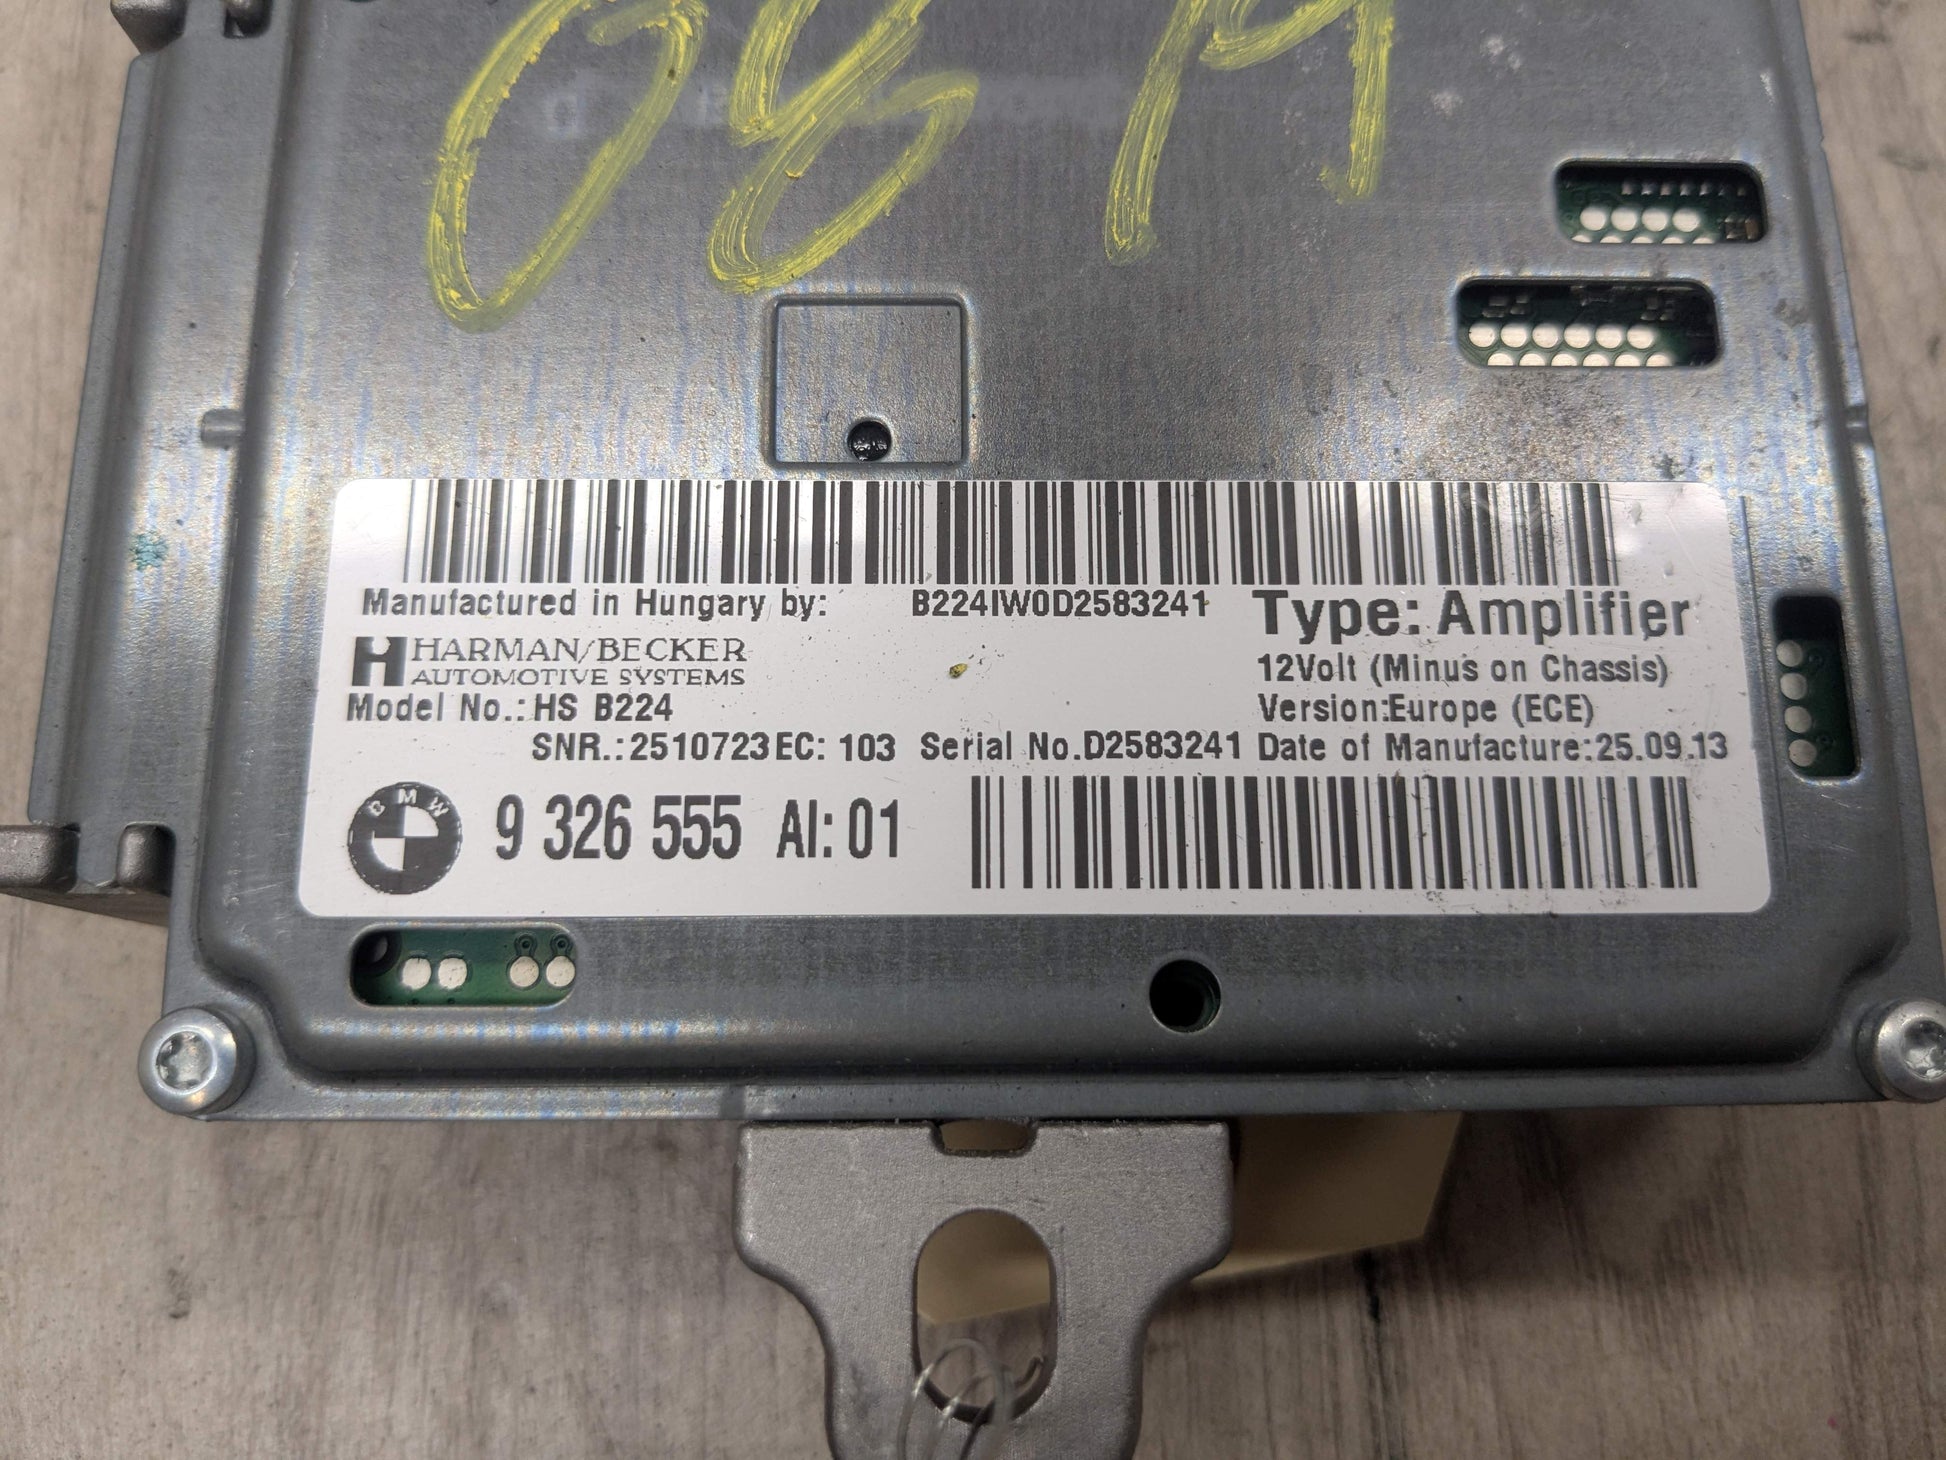 Manufactured in Hungary by:
B224IW0D2583241
Type: Amplifier
HARMAN/BECKER
AUTOMOTIVE SYSTEMS
12Volt (Minus on Chassis)
Model No.: HS B224
Version:Europe (ECE)
SNR.:2510723EC: 103 Serial No.D2583241 Date of Manufacture:25.09.13
BMW
9 326 555 AI: 01